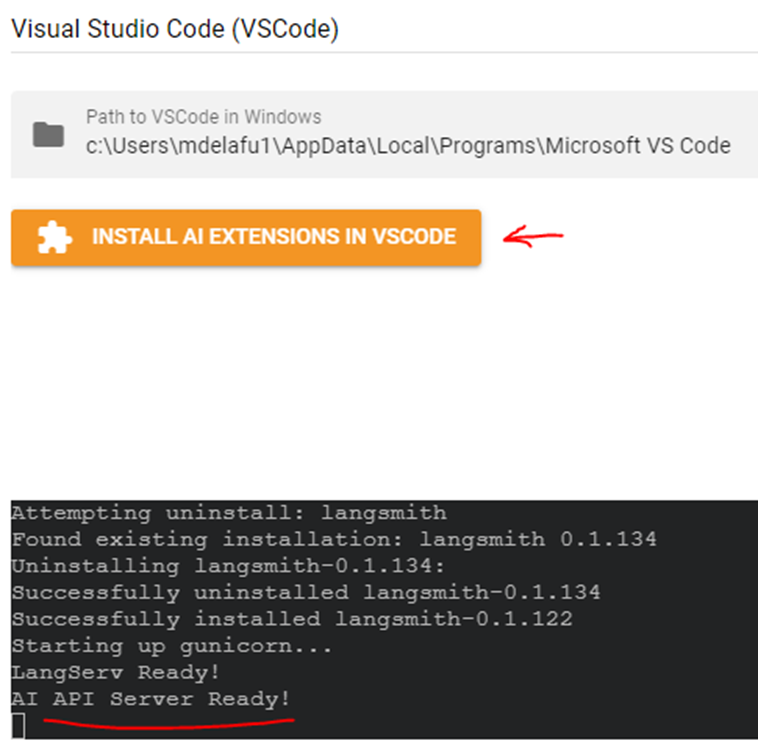 Visual Studio Code (VSCode)
Path to VSCode in Windows
c:\Users\mdelafu1\AppData\Local\Programs\Microsoft VS Code
INSTALL AI EXTENSIONS IN VSCODE
Attempting uninstall: langsmith
Found existing installation: langsmith 0.1.134
Uninstalling langsmith-0.1.134:
Successfully uninstalled langsmith-0.1.134
Successfully installed langsmith-0.1.122
Starting up gunicorn...
LangServ Ready!
AI API Server Ready!